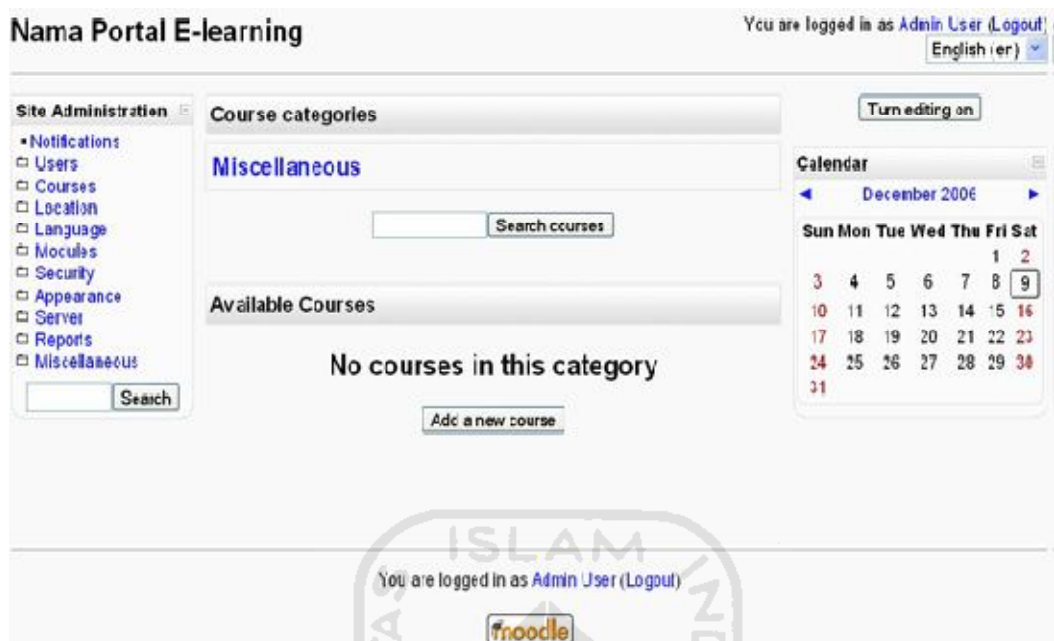 Nama Portal E-learning
You are logged in as Admin User (Logout)
English (en)
Site Administration
Notifications
Users
Courses
Location
Language
Modules
Security
Appearance
Server
Reports
Miscellaneous
Search
Course categories
Miscellaneous
Search courses
Available Courses
No courses in this category
Add a new course
Turn editing on
Calendar
December 2006
Sun Mon Tue Wed Thu Fri Sat
1 2
3 4 5 6 7 8 9
10 11 12 13 14 15 16
17 18 19 20 21 22 23
24 25 26 27 28 29 30
31
ISLAM
You are logged in as Admin User (Logout)
moodle